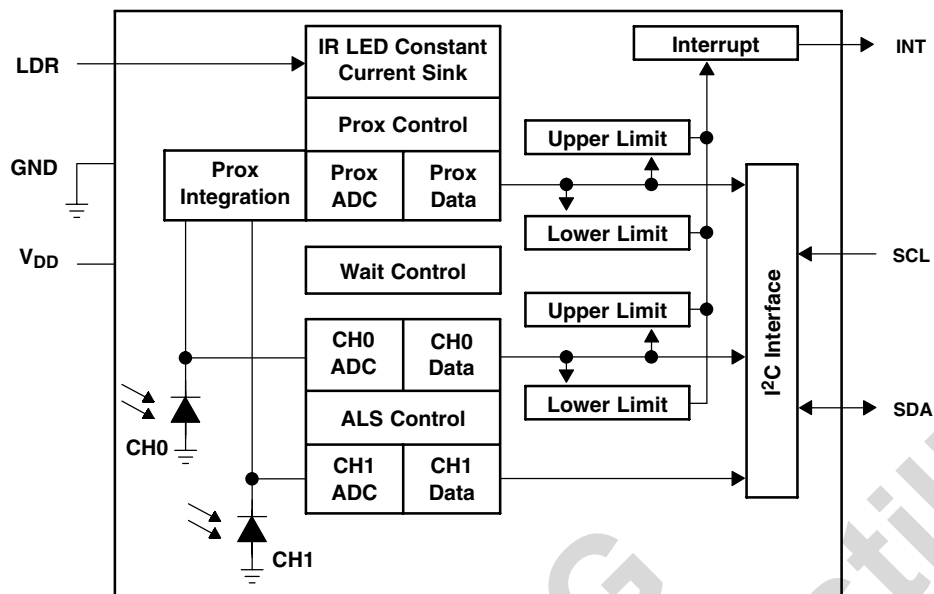 IR LED Constant
Current Sink
Interrupt
INT
LDR
Prox Control
Upper Limit
GND
Prox
Integration
Prox
ADC
Prox
Data
Lower Limit
VDD
Wait Control
SCL
Upper Limit
I2C Interface
CH0
ADC
CH0
Data
Lower Limit
SDA
ALS Control
CH0
CH1
ADC
CH1
Data
CH1